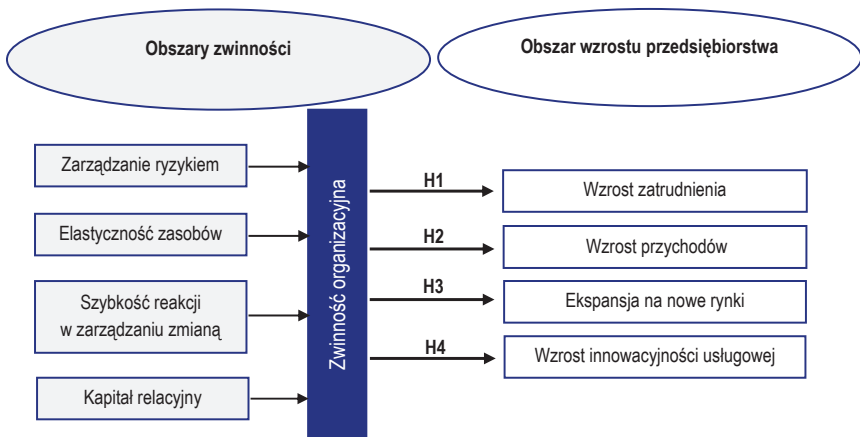 Obszary zwinności
Obszar wzrostu przedsiębiorstwa
Zarządzanie ryzykiem
Elastyczność zasobów
Szybkość reakcji
w zarządzaniu zmianą
Kapitał relacyjny
Zwinność organizacyjna
H1
Wzrost zatrudnienia
H2
Wzrost przychodów
H3
Ekspansja na nowe rynki
H4
Wzrost innowacyjności usługowej